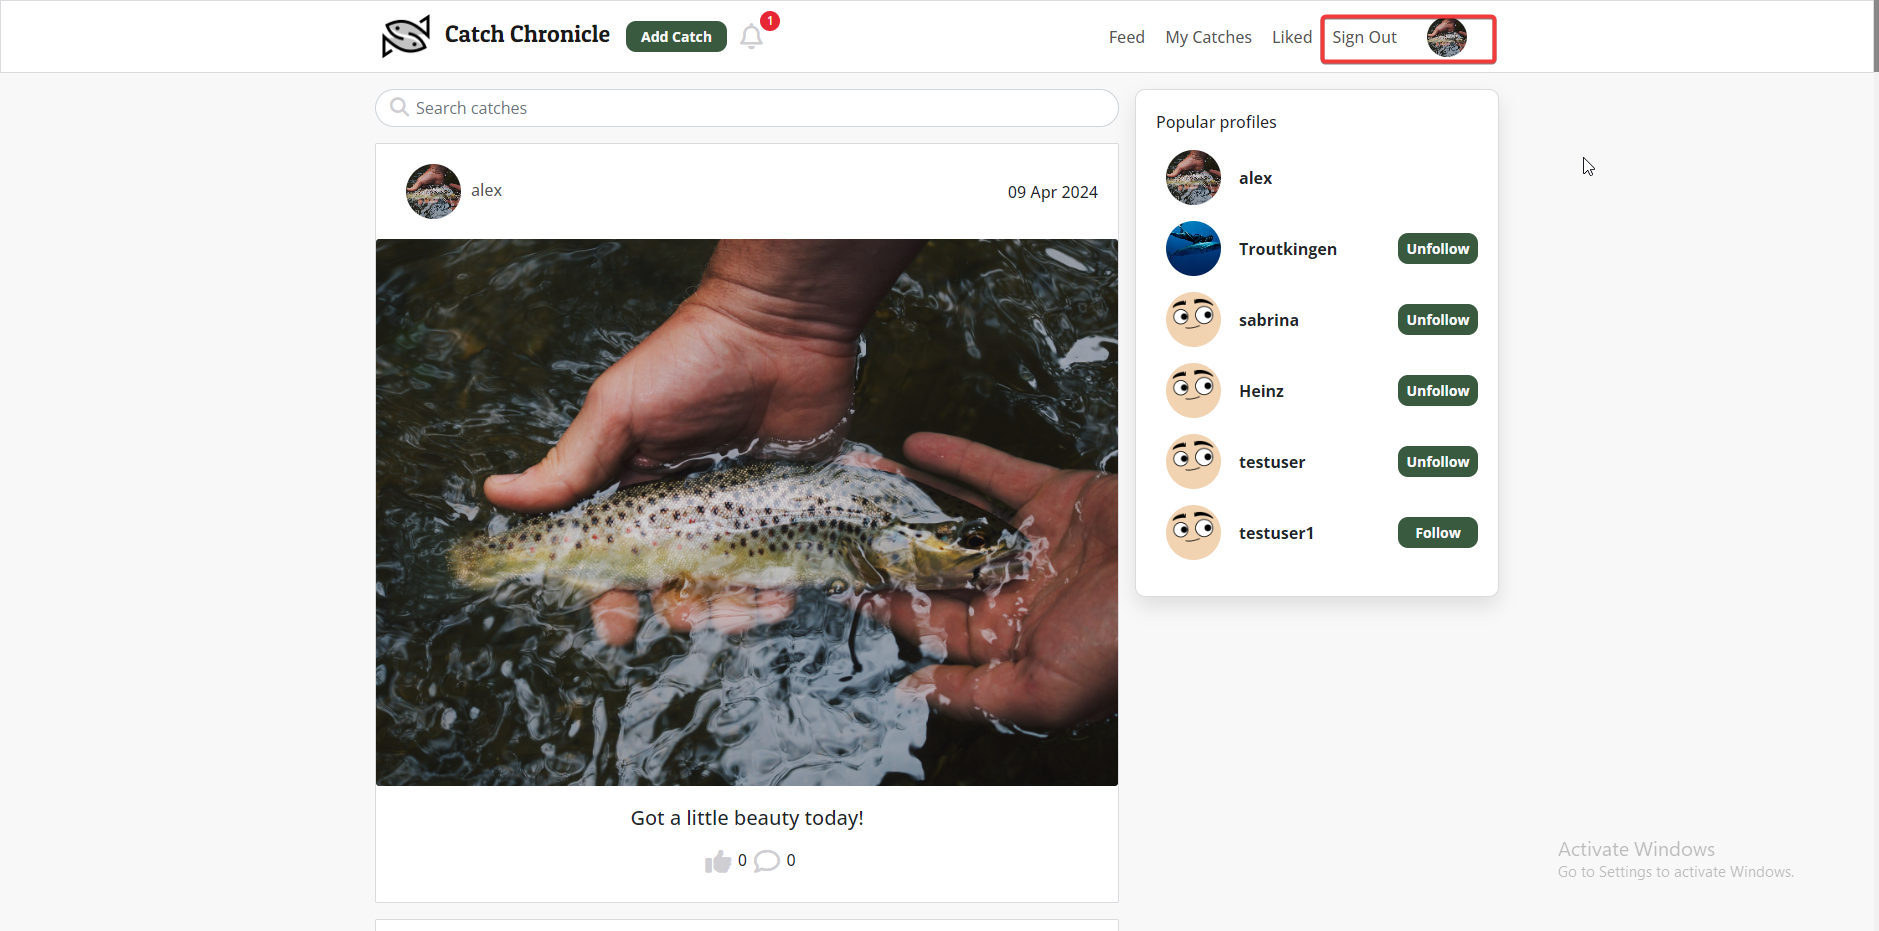 Catch Chronicle Add Catch 1 Feed My Catches Liked Sign Out
Search catches
alex 09 Apr 2024
Got a little beauty today!
0 0
Popular profiles
alex
Troutkingen Unfollow
sabrina Unfollow
Heinz Unfollow
testuser Unfollow
testuser1 Follow
Activate Windows
Go to Settings to activate Windows.